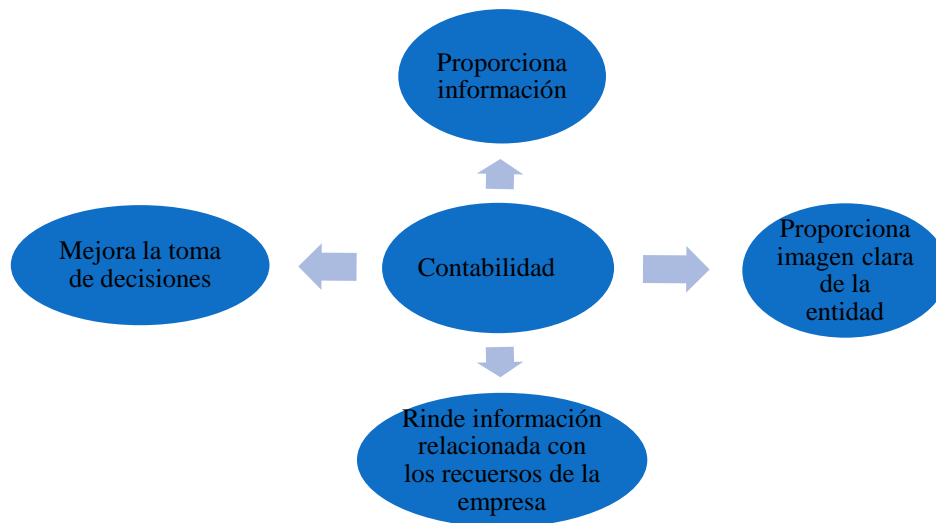 Proporciona
información
Mejora la toma
de decisiones
Contabilidad
Proporciona
imagen clara
de la
entidad
Rinde información
relacionada con
los recuersos de la
empresa